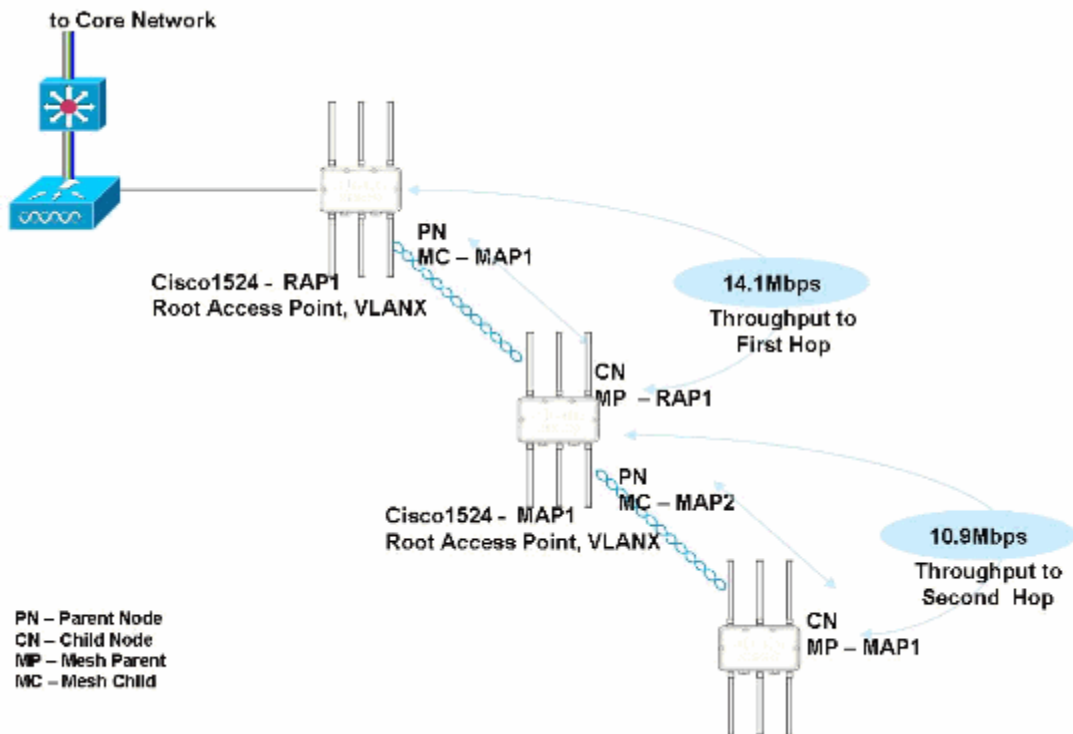 to Core Network
PN
MC – MAP1
Cisco1524 - RAP1
Root Access Point, VLANX
14.1Mbps
Throughput to
First Hop
CN
MP – RAP1
PN
MC – MAP2
Cisco1524 - MAP1
Root Access Point, VLANX
10.9Mbps
Throughput to
Second Hop
CN
MP – MAP1
PN – Parent Node
CN – Child Node
MP – Mesh Parent
MC – Mesh Child